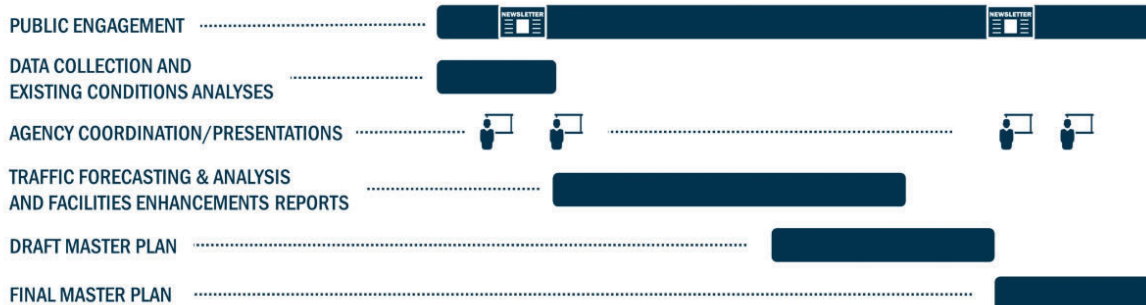 PUBLIC ENGAGEMENT
NEWSLETTER
NEWSLETTER
DATA COLLECTION AND
EXISTING CONDITIONS ANALYSES
AGENCY COORDINATION/PRESENTATIONS
TRAFFIC FORECASTING & ANALYSIS
AND FACILITIES ENHANCEMENTS REPORTS
DRAFT MASTER PLAN
FINAL MASTER PLAN